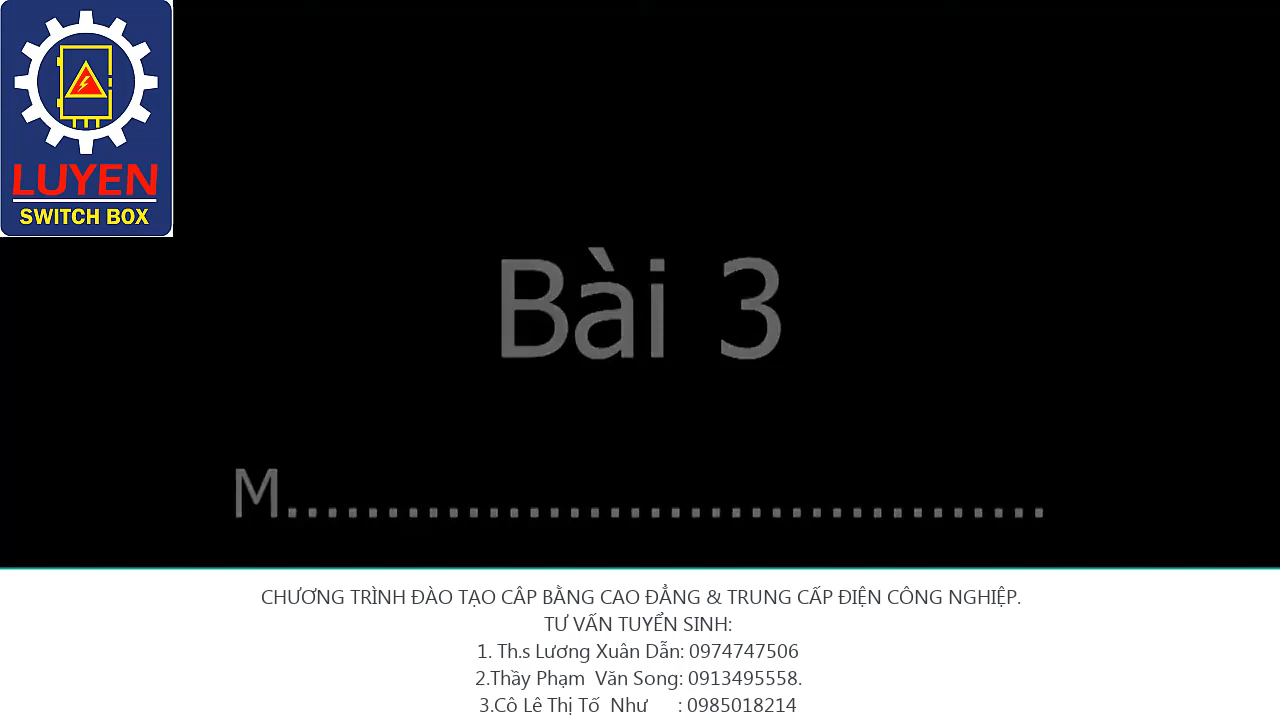 LUYEN
SWITCH BOX
Bài 3
M......................................
CHƯƠNG TRÌNH ĐÀO TẠO CÂP BẰNG CAO ĐẲNG & TRUNG CẤP ĐIỆN CÔNG NGHIỆP.
TƯ VẤN TUYỂN SINH:
1. Th.s Lương Xuân Dẫn: 0974747506
2.Thầy Phạm Văn Song: 0913495558.
3.Cô Lê Thị Tố Như : 0985018214